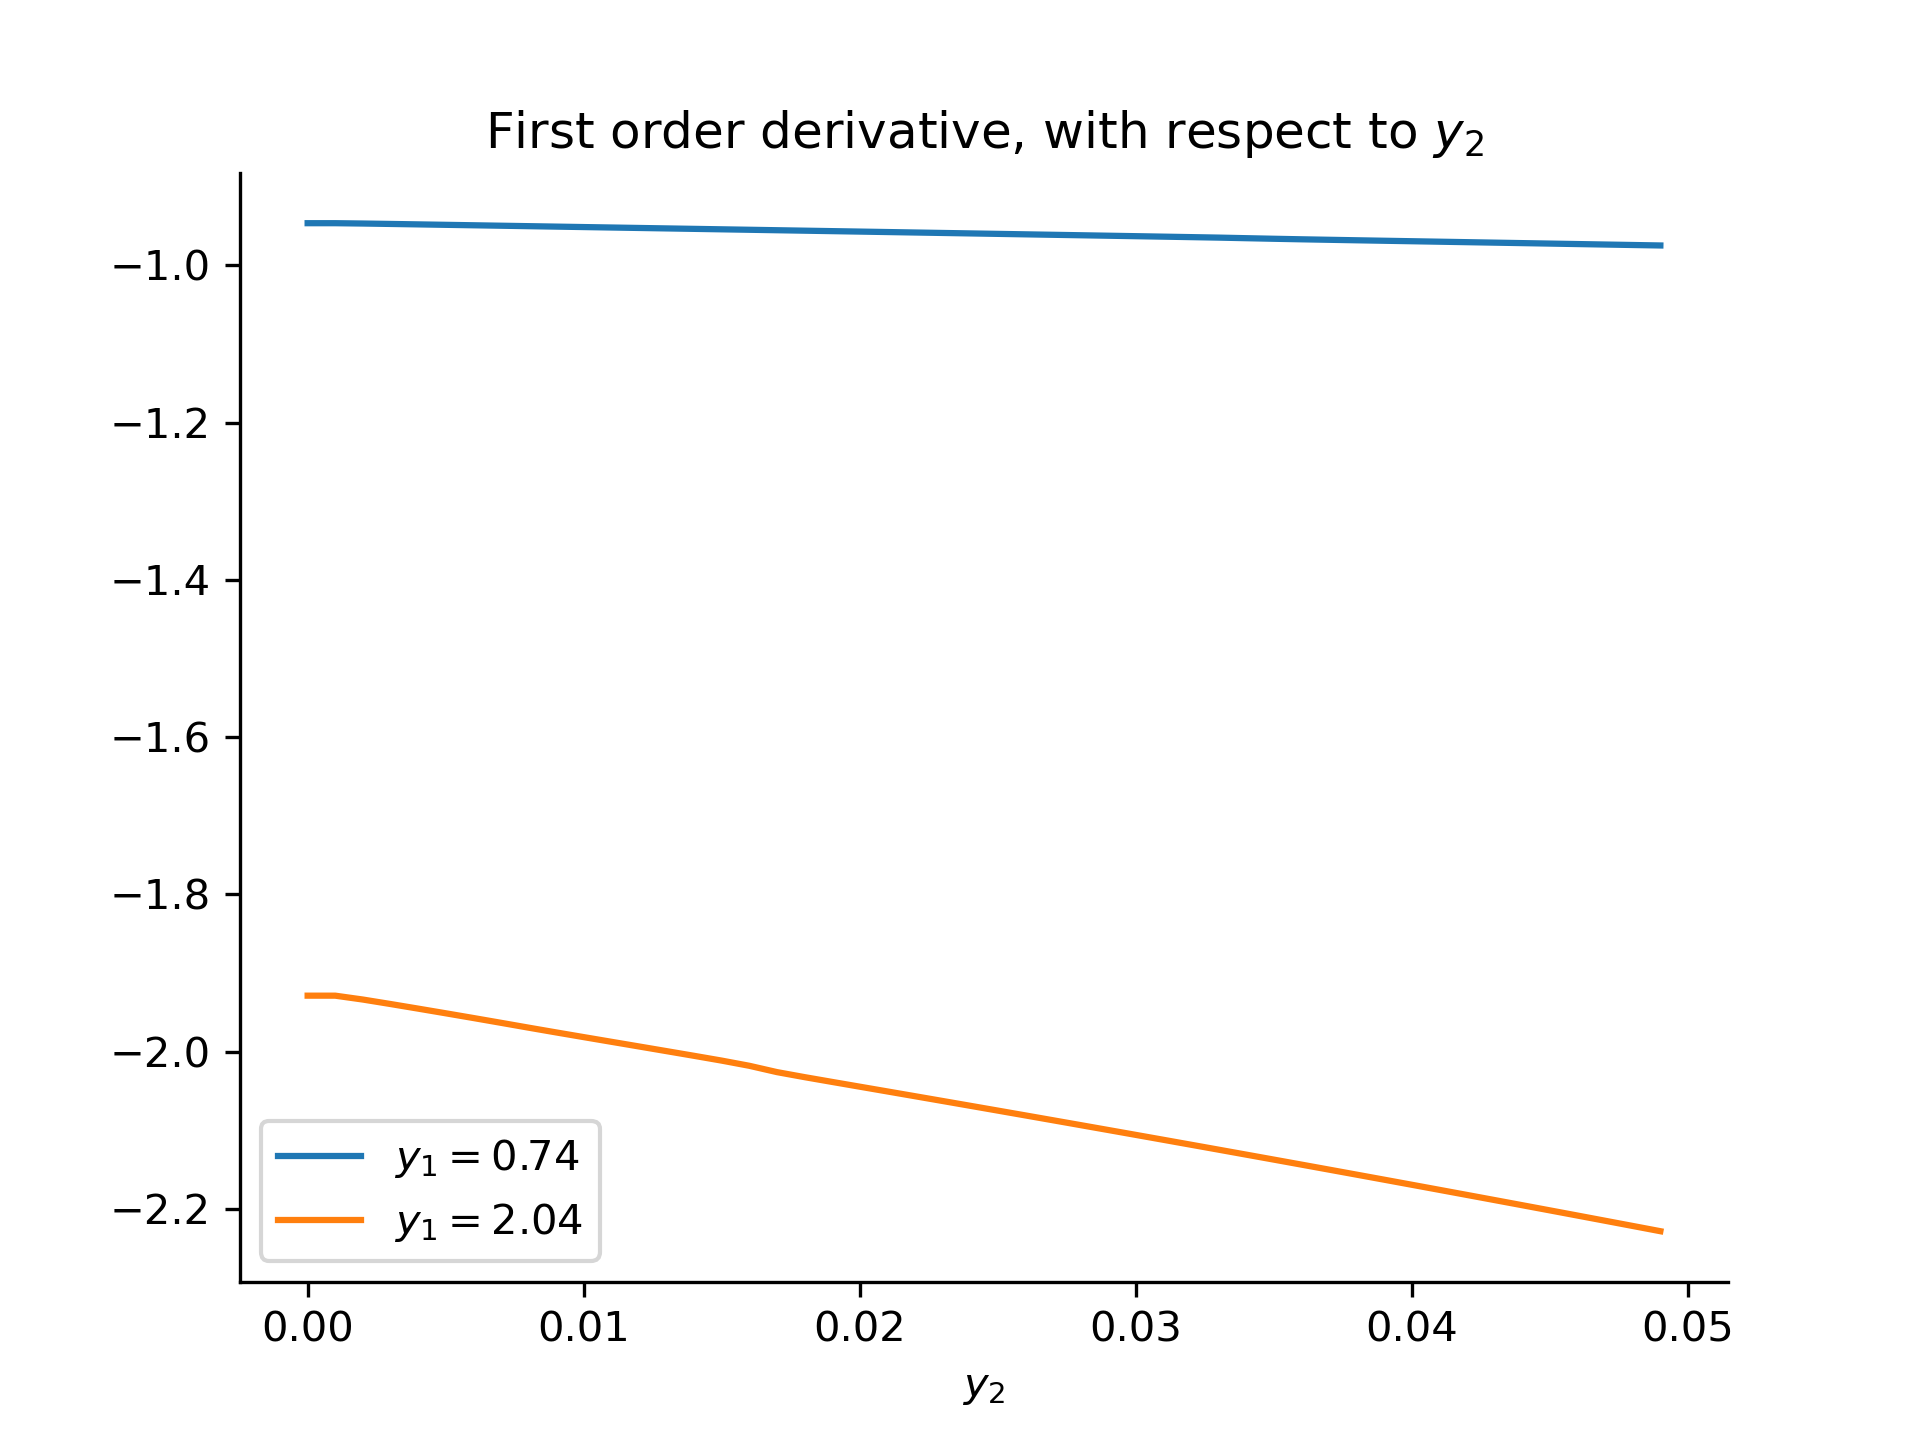 First order derivative, with respect to y₂
−1.0
−1.2
−1.4
−1.6
−1.8
−2.0
−2.2
y₁ = 0.74
y₁ = 2.04
0.00 0.01 0.02 0.03 0.04 0.05
y₂